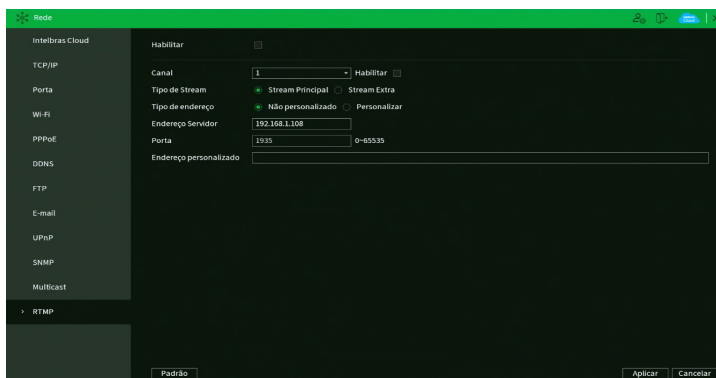 Rede
Intelbras Cloud
TCP/IP
Porta
Wi-Fi
PPPoE
DDNS
FTP
E-mail
UPnP
SNMP
Multicast
> RTMP
Habilitar
Canal 1 Habilitar
Tipo de Stream Stream Principal Stream Extra
Tipo de endereço Não personalizado Personalizar
Endereço Servidor 192.168.1.108
Porta 1935 0~65535
Endereço personalizado
Padrão Aplicar Cancelar